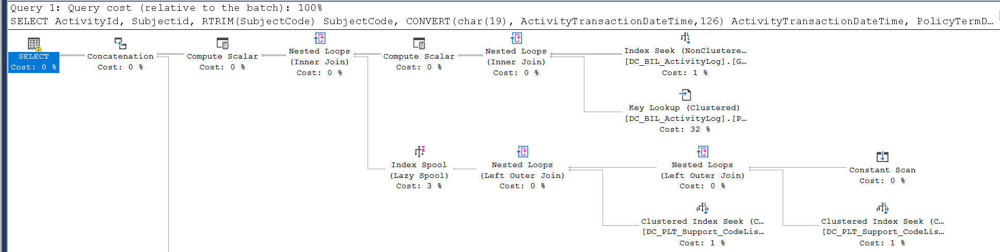 Query 1: Query cost (relative to the batch): 100%
SELECT ActivityId, Subjectid, RTRIM(SubjectCode) SubjectCode, CONVERT(char(19), ActivityTransactionDateTime,126) ActivityTransactionDateTime, PolicyTermD…
SELECT
Cost: 0 %
Concatenation
Cost: 0 %
Compute Scalar
Cost: 0 %
Nested Loops
(Inner Join)
Cost: 0 %
Compute Scalar
Cost: 0 %
Nested Loops
(Inner Join)
Cost: 0 %
Index Seek (NonClustere…
[DC_BIL_ActivityLog].[G…
Cost: 1 %
Key Lookup (Clustered)
[DC_BIL_ActivityLog].[P…
Cost: 32 %
Index Spool
(Lazy Spool)
Cost: 3 %
Nested Loops
(Left Outer Join)
Cost: 0 %
Nested Loops
(Left Outer Join)
Cost: 0 %
Constant Scan
Cost: 0 %
Clustered Index Seek (C…
[DC_PLT_Support_CodeLis…
Cost: 1 %
Clustered Index Seek (C…
[DC_PLT_Support_CodeLis…
Cost: 1 %